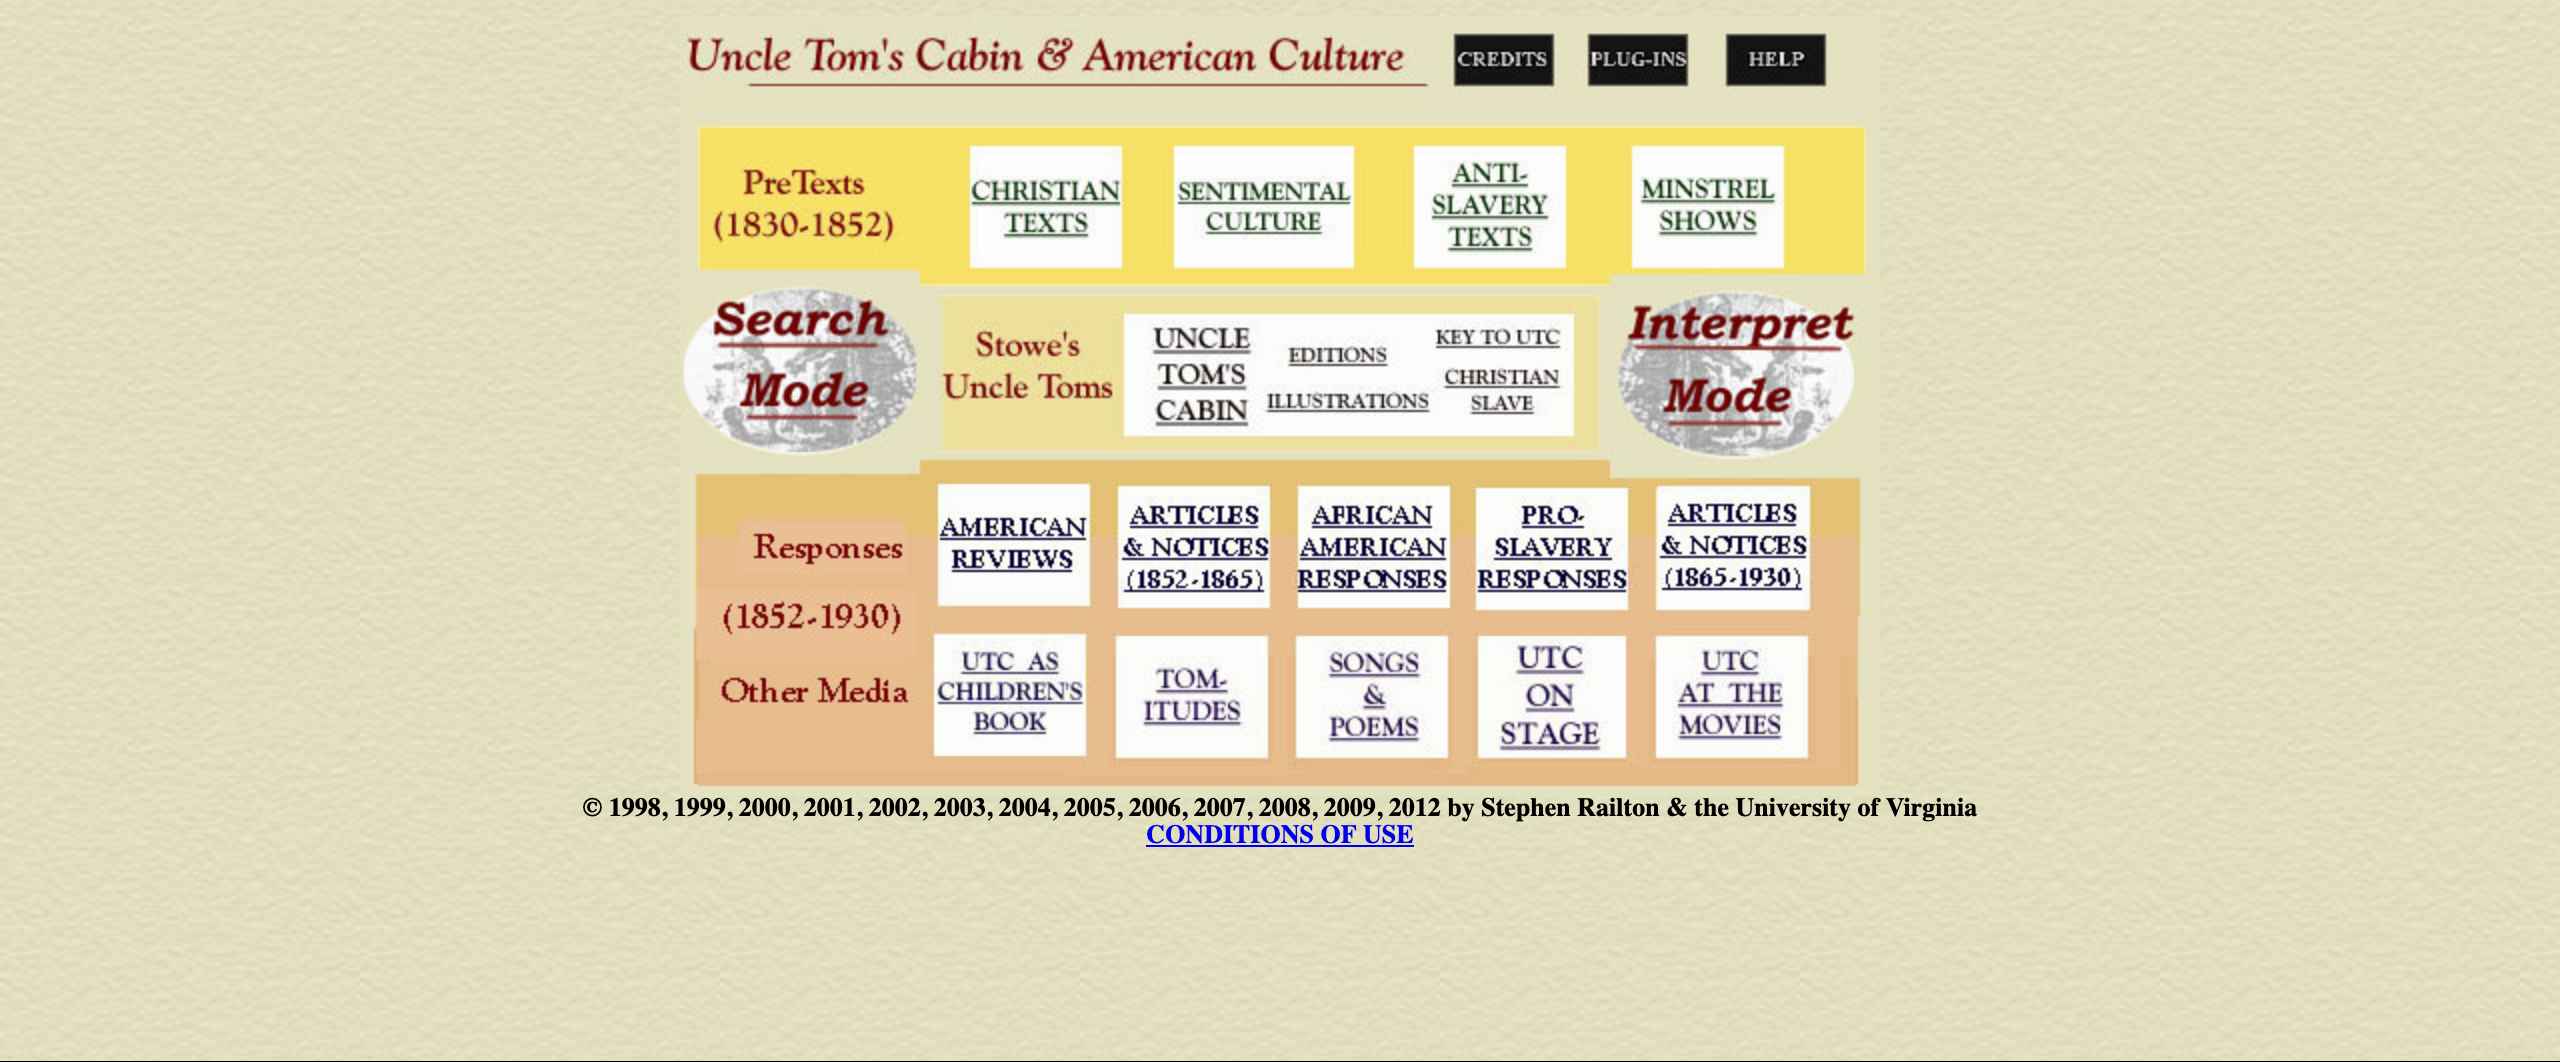 Uncle Tom's Cabin & American Culture
CREDITS
PLUG-INS
HELP
PreTexts
(1830-1852)
CHRISTIAN
TEXTS
SENTIMENTAL
CULTURE
ANTI-
SLAVERY
TEXTS
MINSTREL
SHOWS
Search
Mode
Stowe's
Uncle Toms
UNCLE
TOM'S
CABIN
EDITIONS
ILLUSTRATIONS
KEY TO UTC
CHRISTIAN
SLAVE
Interpret
Mode
Responses
(1852-1930)
AMERICAN
REVIEWS
ARTICLES
& NOTICES
(1852-1865)
AFRICAN
AMERICAN
RESPONSES
PRO-
SLAVERY
RESPONSES
ARTICLES
& NOTICES
(1865-1930)
Other Media
UTC AS
CHILDREN'S
BOOK
TOM-
ITUDES
SONGS
&
POEMS
UTC
ON
STAGE
UTC
AT THE
MOVIES
© 1998, 1999, 2000, 2001, 2002, 2003, 2004, 2005, 2006, 2007, 2008, 2009, 2012 by Stephen Railton & the University of Virginia
CONDITIONS OF USE